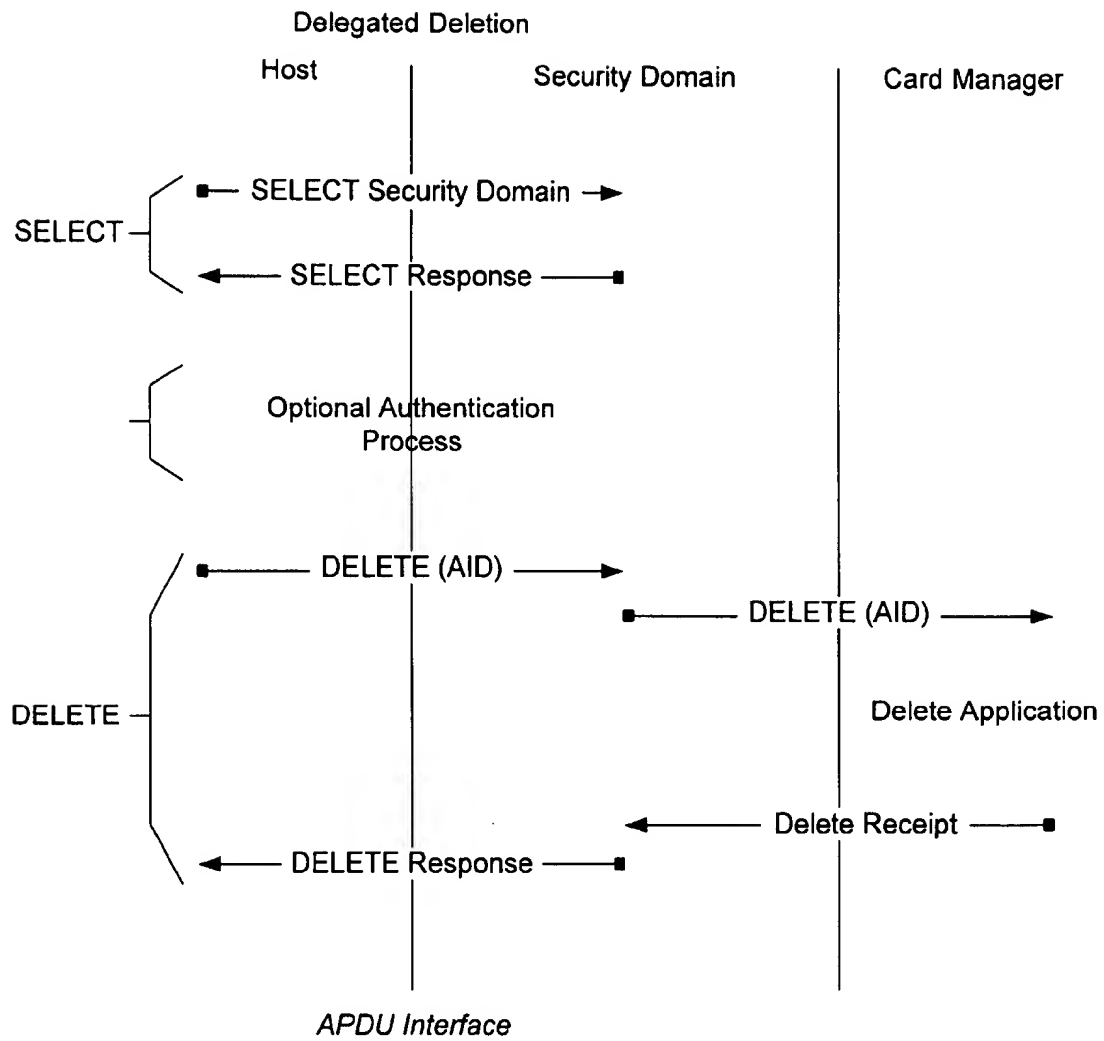 Delegated Deletion
Host
Security Domain
Card Manager
SELECT Security Domain
SELECT
SELECT Response
Optional Authentication
Process
DELETE (AID)
DELETE (AID)
DELETE
Delete Application
Delete Receipt
DELETE Response
APDU Interface